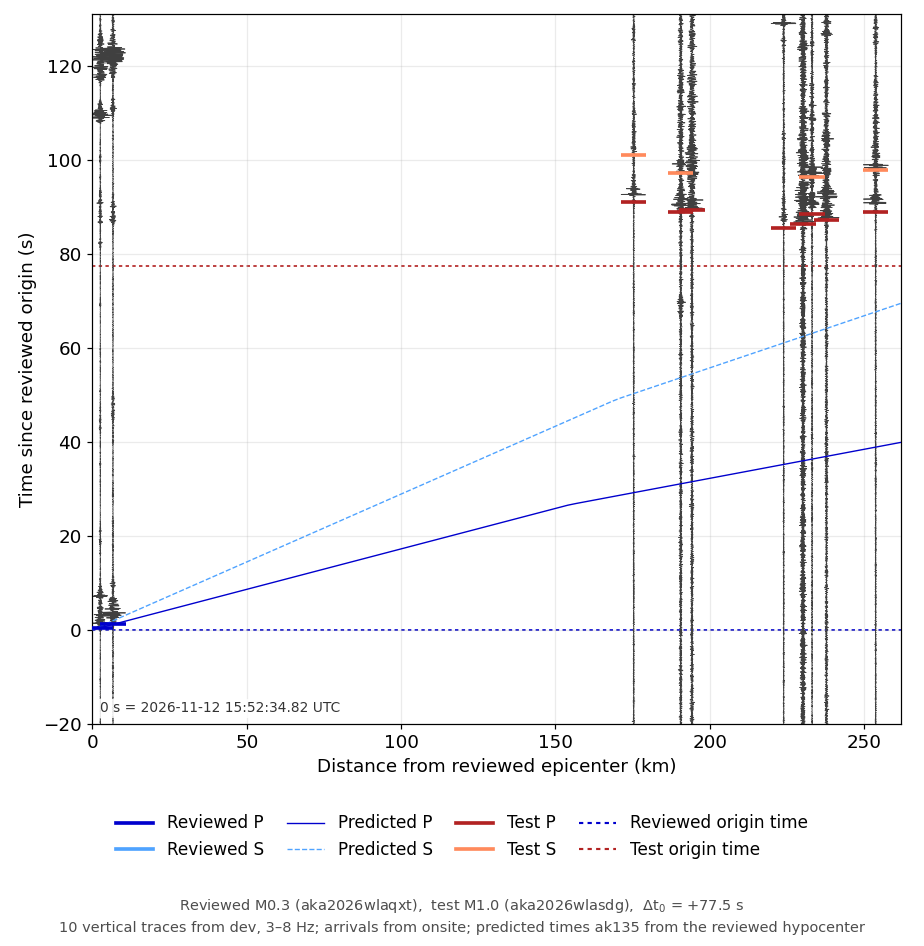 Time since reviewed origin (s)
120
100
80
60
40
20
0
−20
0 s = 2026-11-12 15:52:34.82 UTC
0 50 100 150 200 250
Distance from reviewed epicenter (km)
Reviewed P Predicted P Test P Reviewed origin time
Reviewed S Predicted S Test S Test origin time
Reviewed M0.3 (aka2026wlaqxt), test M1.0 (aka2026wlasdg), Δt₀ = +77.5 s
10 vertical traces from dev, 3–8 Hz; arrivals from onsite; predicted times ak135 from the reviewed hypocenter